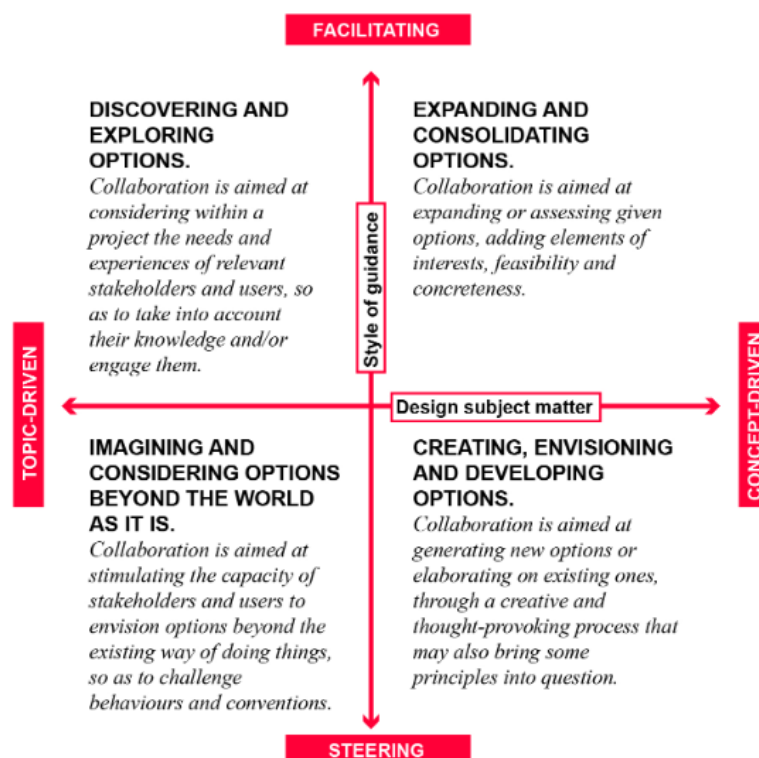 FACILITATING
DISCOVERING AND
EXPLORING
OPTIONS.
Collaboration is aimed at
considering within a
project the needs and
experiences of relevant
stakeholders and users, so
as to take into account
their knowledge and/or
engage them.
EXPANDING AND
CONSOLIDATING
OPTIONS.
Collaboration is aimed at
expanding or assessing given
options, adding elements of
interests, feasibility and
concreteness.
Style of guidance
TOPIC-DRIVEN
Design subject matter
CONCEPT-DRIVEN
IMAGINING AND
CONSIDERING OPTIONS
BEYOND THE WORLD
AS IT IS.
Collaboration is aimed at
stimulating the capacity of
stakeholders and users to
envision options beyond the
existing way of doing things,
so as to challenge
behaviours and conventions.
CREATING, ENVISIONING
AND DEVELOPING
OPTIONS.
Collaboration is aimed at
generating new options or
elaborating on existing ones,
through a creative and
thought-provoking process that
may also bring some
principles into question.
STEERING